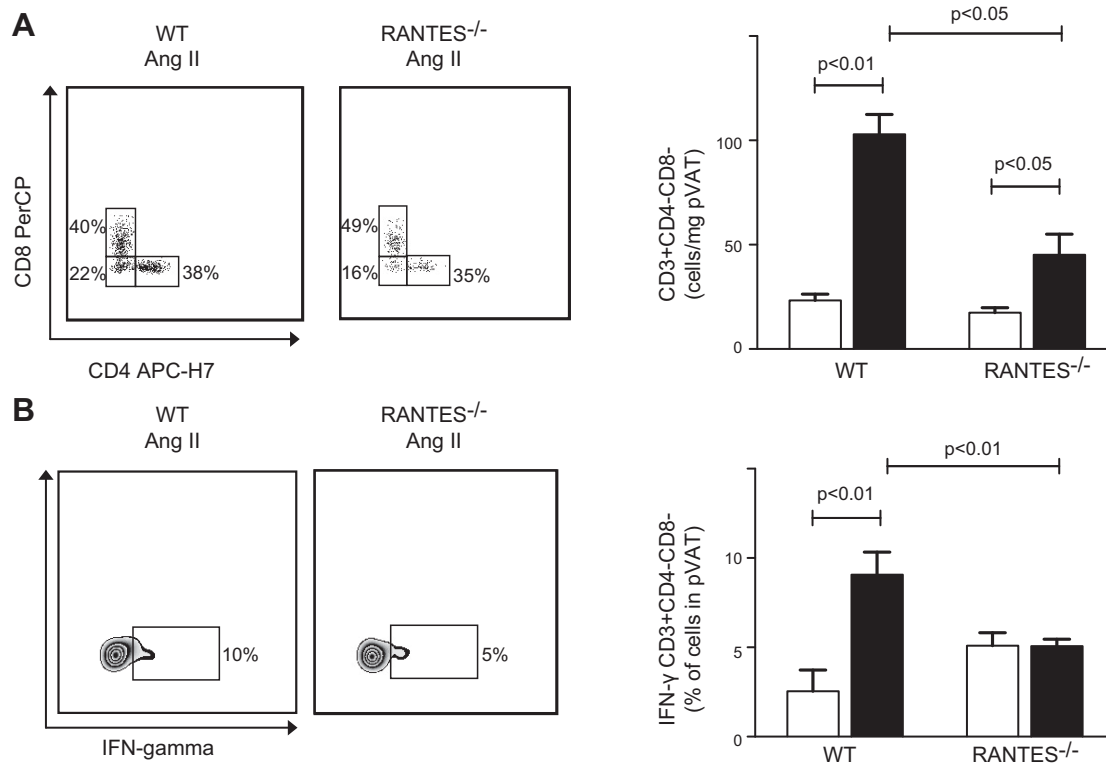 A
WT
Ang II
RANTES-/-
Ang II
CD8 PerCP
40%
22%
38%
49%
16%
35%
CD4 APC-H7
CD3+CD4-CD8-
(cells/mg pVAT)
100
50
0
p<0.01
p<0.05
p<0.05
WT
RANTES-/-
B
WT
Ang II
RANTES-/-
Ang II
10%
5%
IFN-gamma
IFN-γ CD3+CD4-CD8-
(% of cells in pVAT)
10
5
0
p<0.01
p<0.01
WT
RANTES-/-